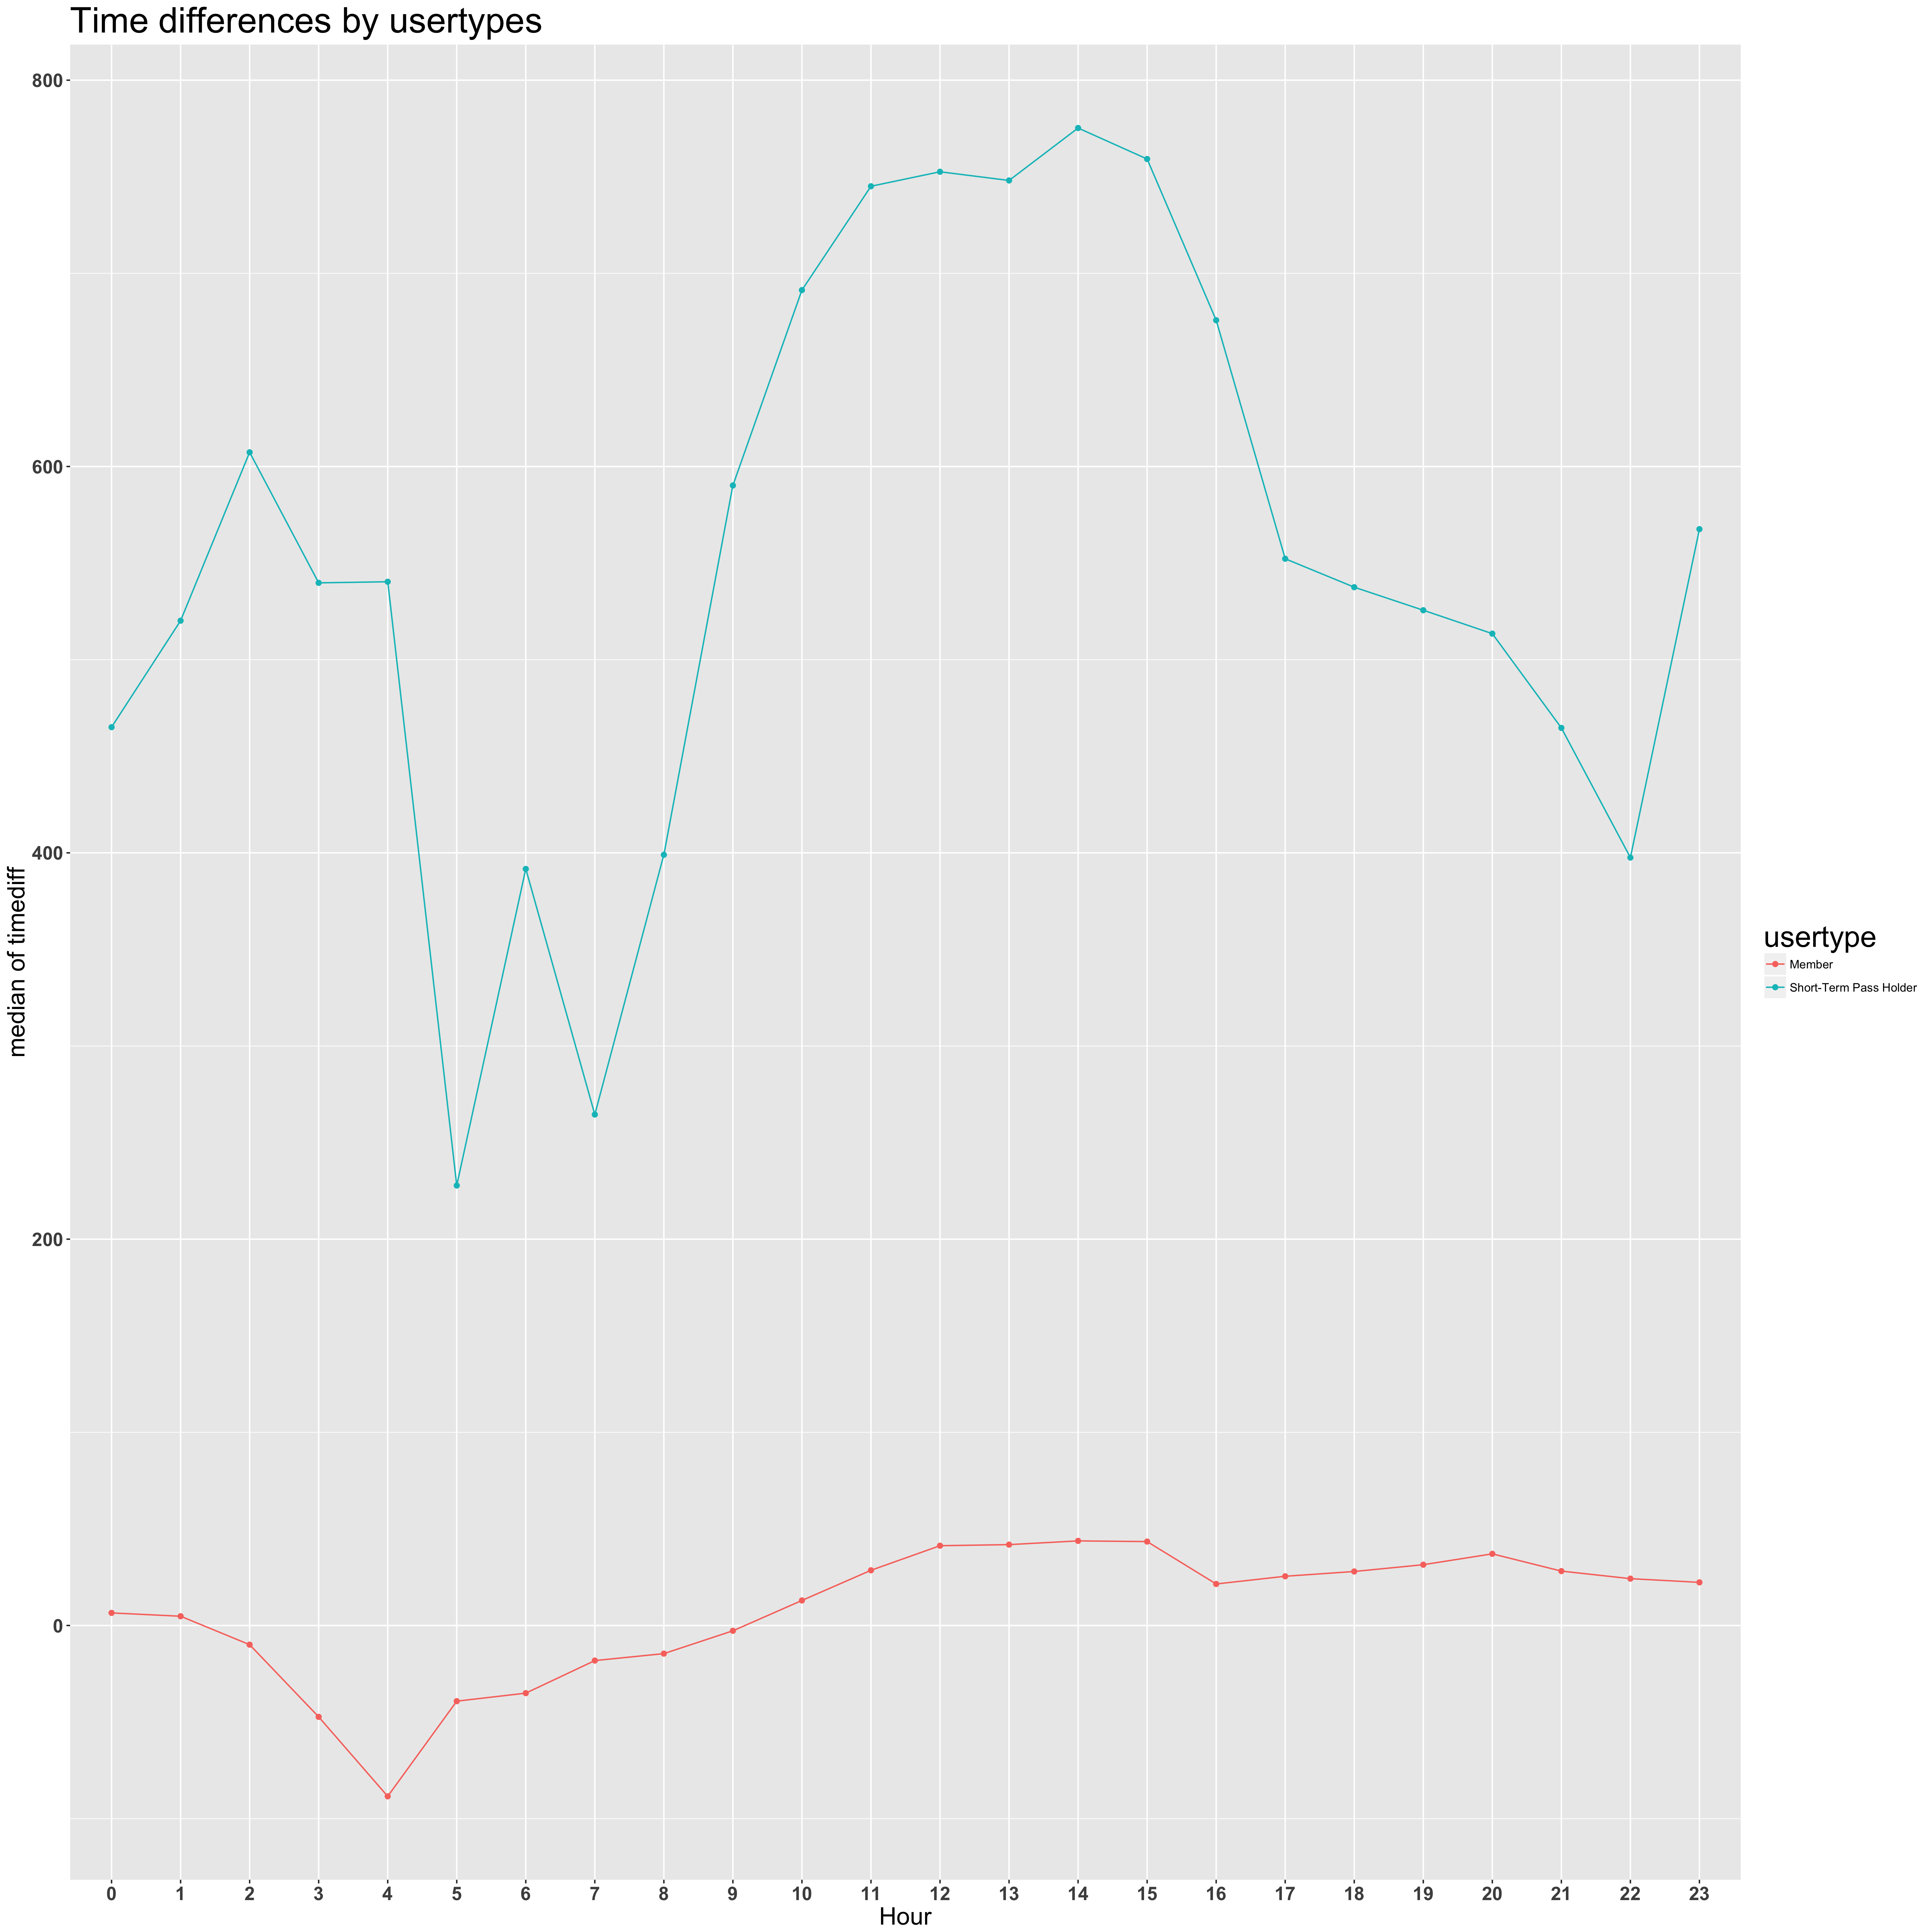 Time differences by usertypes
800
600
400
200
0
median of timediff
0 1 2 3 4 5 6 7 8 9 10 11 12 13 14 15 16 17 18 19 20 21 22 23
Hour
usertype
Member
Short-Term Pass Holder